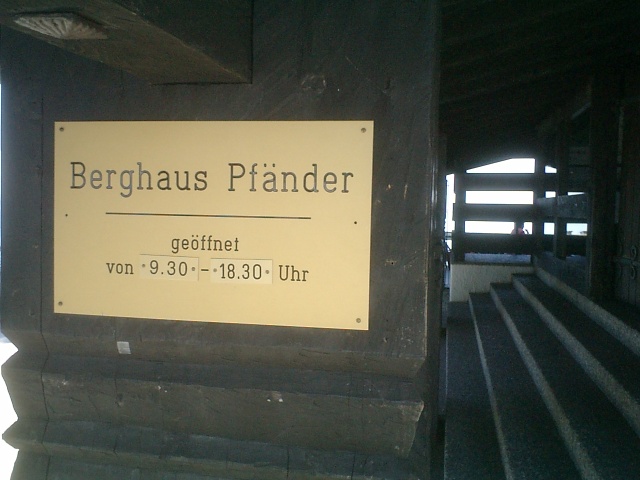 Berghaus Pfänder
geöffnet
von 9.30 - 18.30 Uhr